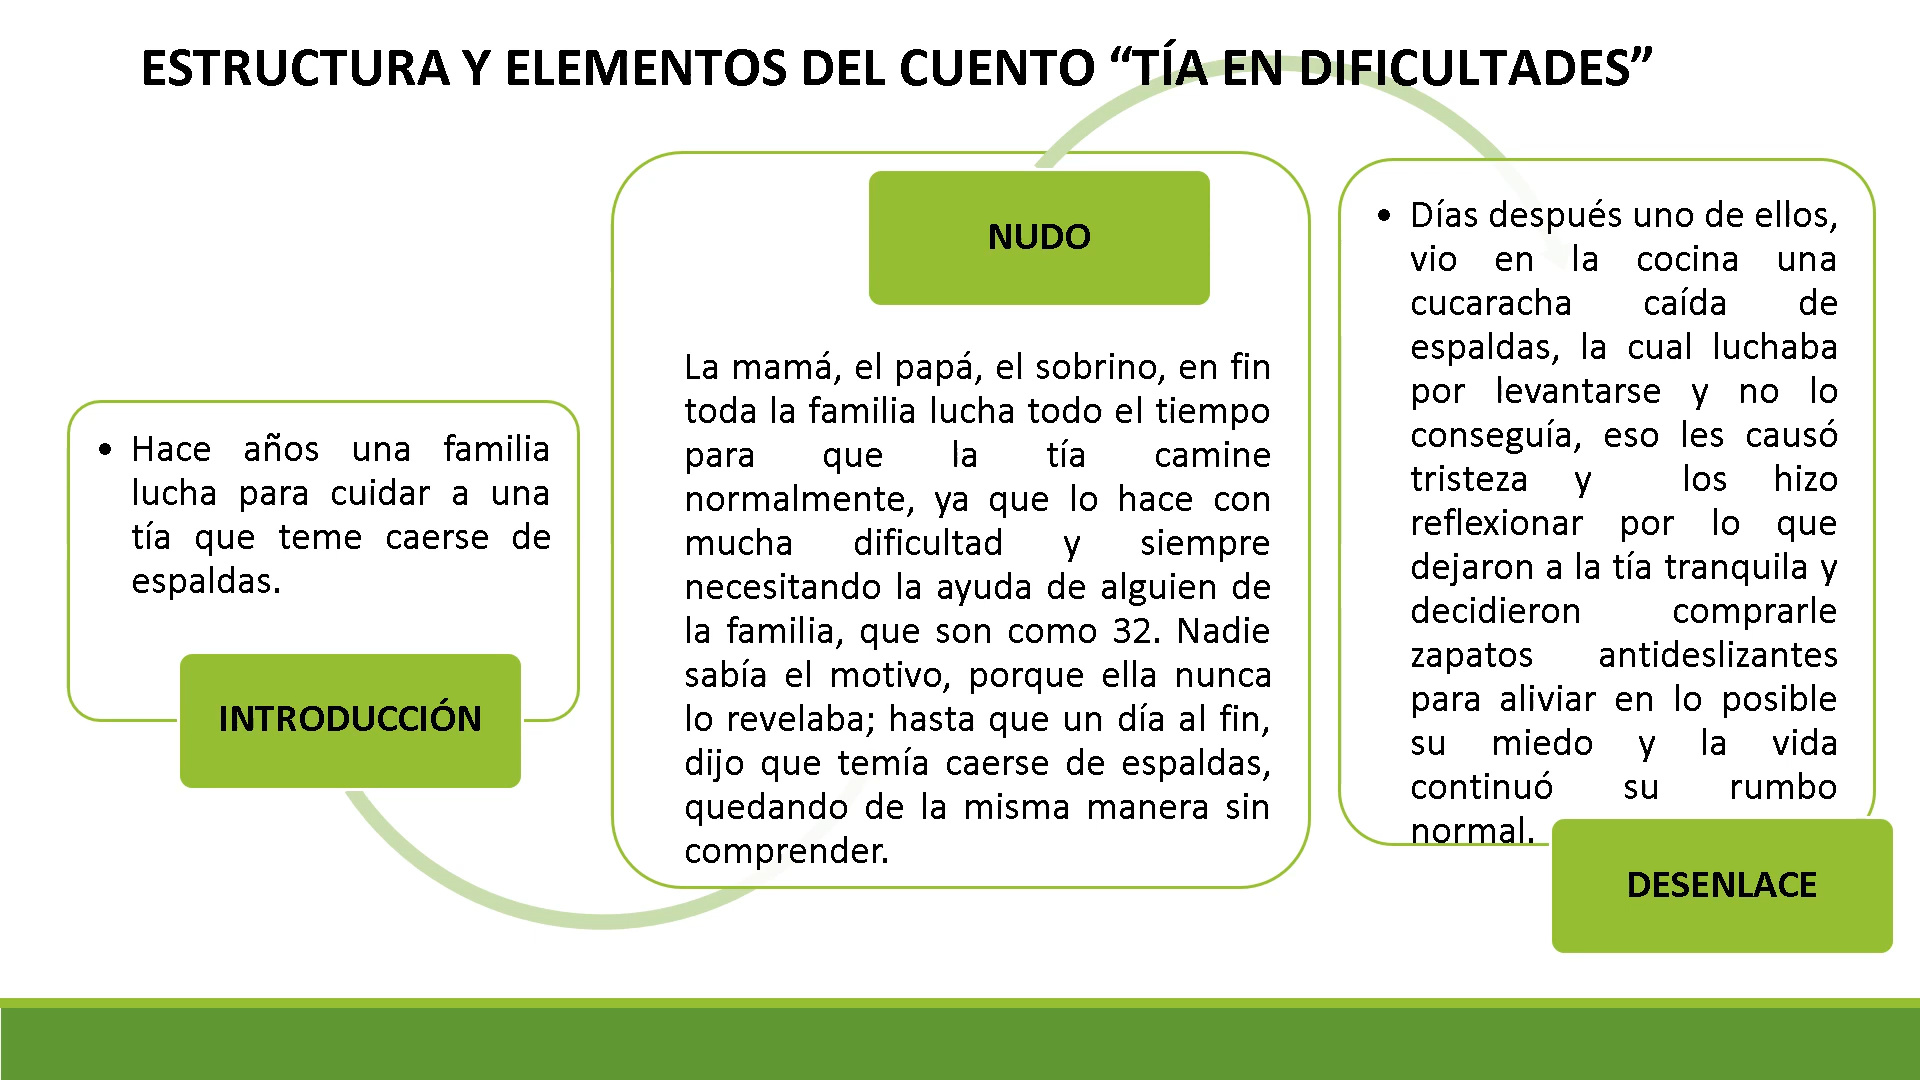 ESTRUCTURA Y ELEMENTOS DEL CUENTO “TÍA EN DIFICULTADES”
• Hace años una familia
lucha para cuidar a una
tía que teme caerse de
espaldas.
INTRODUCCIÓN
NUDO
La mamá, el papá, el sobrino, en fin
toda la familia lucha todo el tiempo
para que la tía camine
normalmente, ya que lo hace con
mucha dificultad y siempre
necesitando la ayuda de alguien de
la familia, que son como 32. Nadie
sabía el motivo, porque ella nunca
lo revelaba; hasta que un día al fin,
dijo que temía caerse de espaldas,
quedando de la misma manera sin
comprender.
• Días después uno de ellos,
vio en la cocina una
cucaracha caída de
espaldas, la cual luchaba
por levantarse y no lo
conseguía, eso les causó
tristeza y los hizo
reflexionar por lo que
dejaron a la tía tranquila y
decidieron comprarle
zapatos antideslizantes
para aliviar en lo posible
su miedo y la vida
continuó su rumbo
normal.
DESENLACE